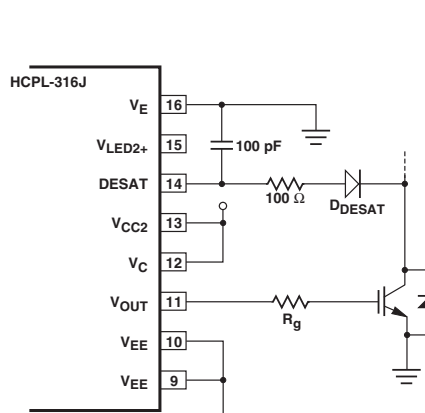 HCPL-316J
VE 16
VLED2+ 15
100 pF
DESAT 14
100 Ω
DDESAT
VCC2 13
VC 12
VOUT 11
Rg
VEE 10
VEE 9